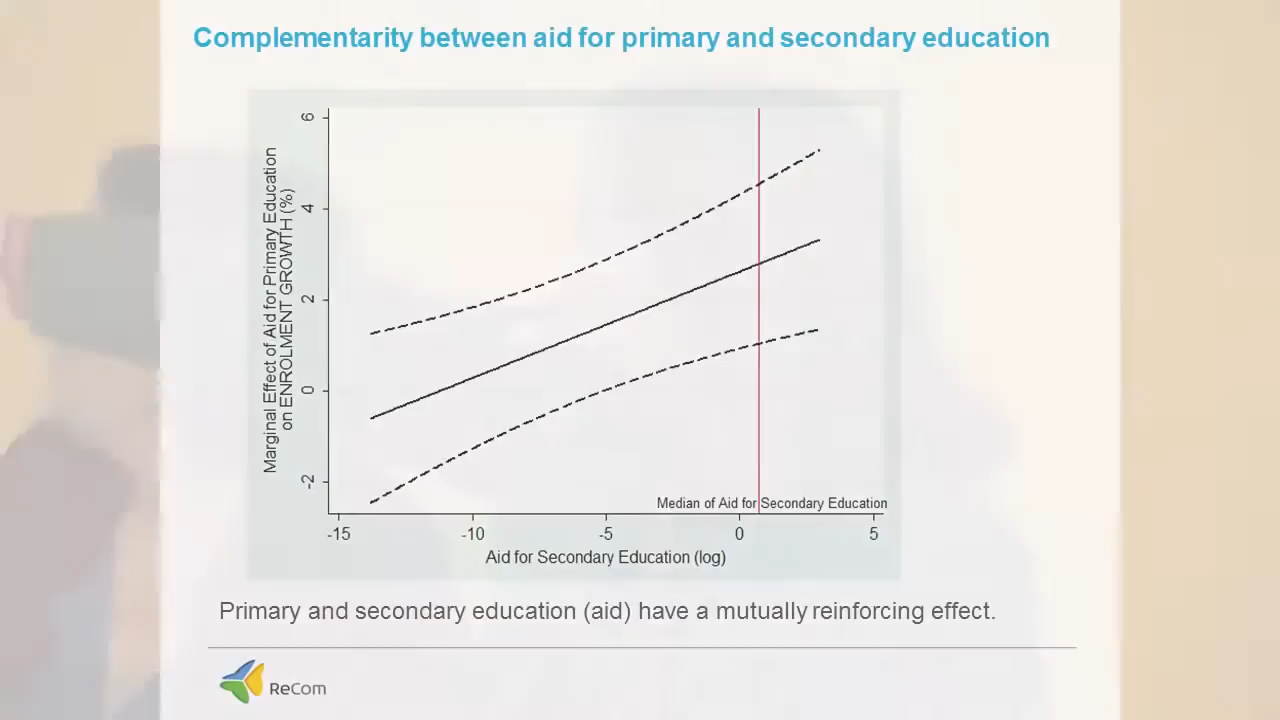 Complementarity between aid for primary and secondary education
Marginal Effect of Aid for Primary Education
on ENROLMENT GROWTH (%)
6
4
2
0
-2
Median of Aid for Secondary Education
-15 -10 -5 0 5
Aid for Secondary Education (log)
Primary and secondary education (aid) have a mutually reinforcing effect.
ReCom